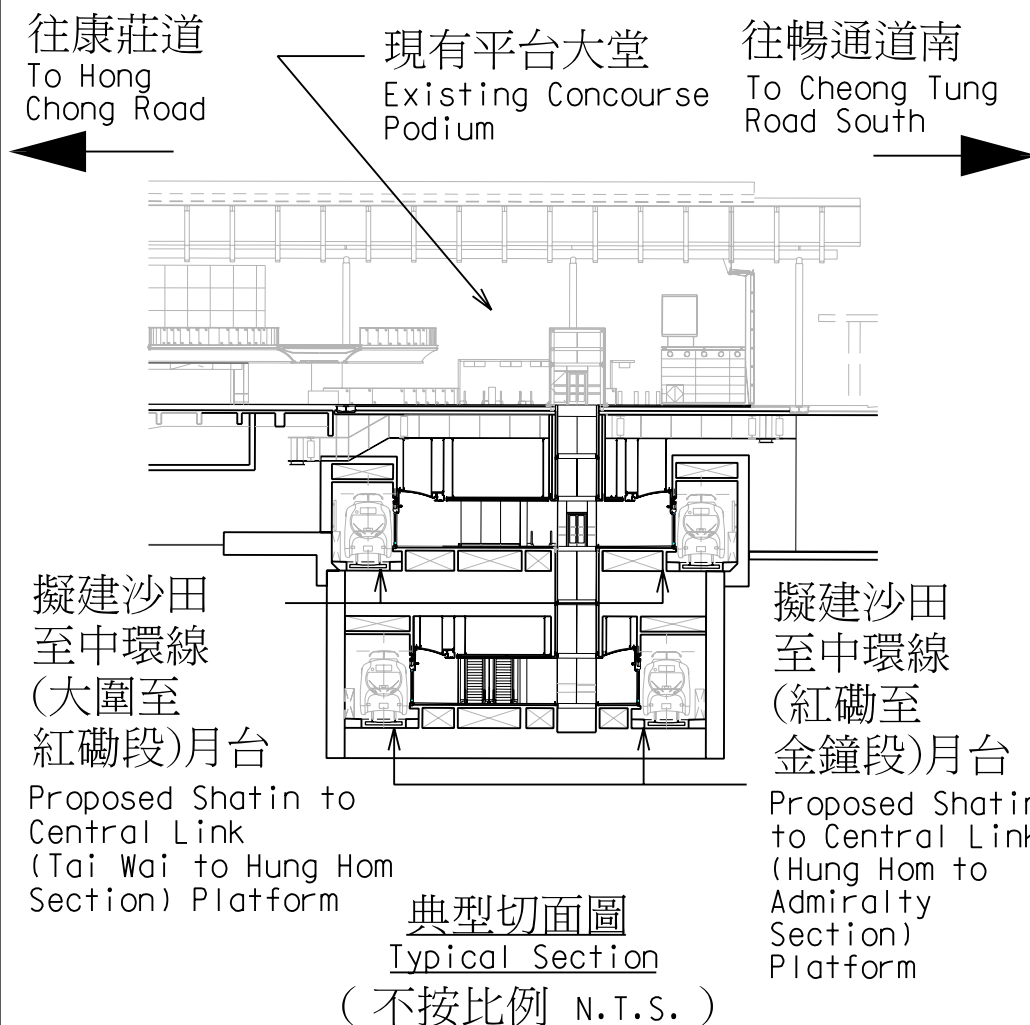 往康莊道
To Hong
Chong Road
現有平台大堂
Existing Concourse
Podium
往暢通道南
To Cheong Tung
Road South
擬建沙田
至中環線
(大圍至
紅磡段)月台
Proposed Shatin to
Central Link
(Tai Wai to Hung Hom
Section) Platform
擬建沙田
至中環線
(紅磡至
金鐘段)月台
Proposed Shatin
to Central Link
(Hung Hom to
Admiralty
Section)
Platform
典型切面圖
Typical Section
( 不按比例 N.T.S. )